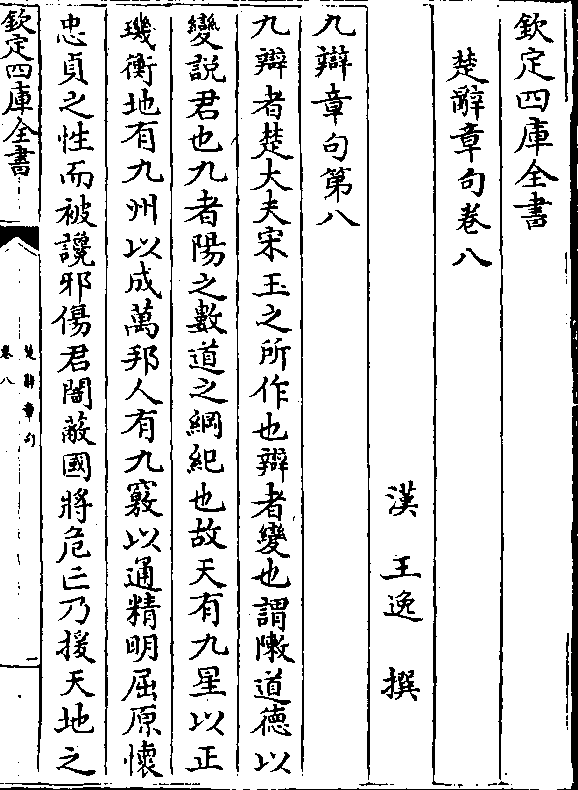 欽定四庫全書
楚辭章句卷八
漢 王逸 撰
九辯章句第八
九辯者楚大夫宋玉之所作也辯者變也謂敶道德以
變説君也九者陽之數道之綱紀也故天有九星以正
璣衡地有九州以成萬邦人有九竅以通精明屈原懷
忠貞之性而被讒邪傷君闇蔽國將危亡乃援天地之
欽定四庫全書
楚辭章句
卷八
一